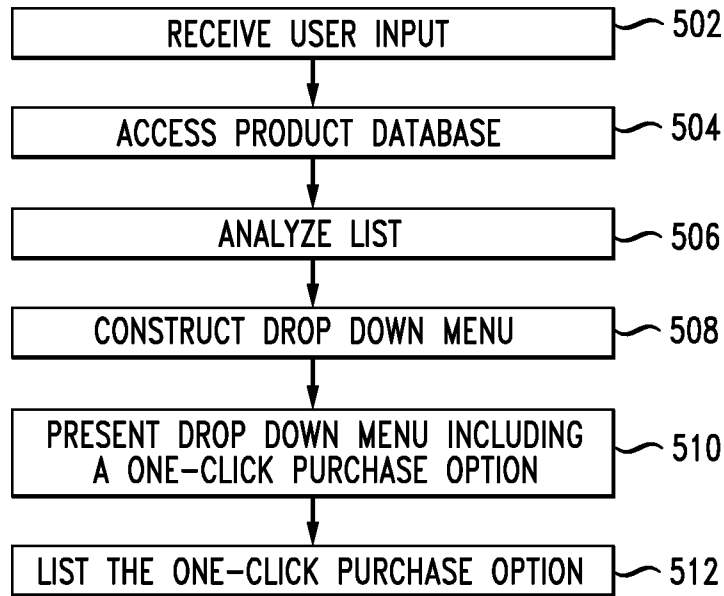 RECEIVE USER INPUT 502
ACCESS PRODUCT DATABASE 504
ANALYZE LIST 506
CONSTRUCT DROP DOWN MENU 508
PRESENT DROP DOWN MENU INCLUDING
A ONE-CLICK PURCHASE OPTION 510
LIST THE ONE-CLICK PURCHASE OPTION 512